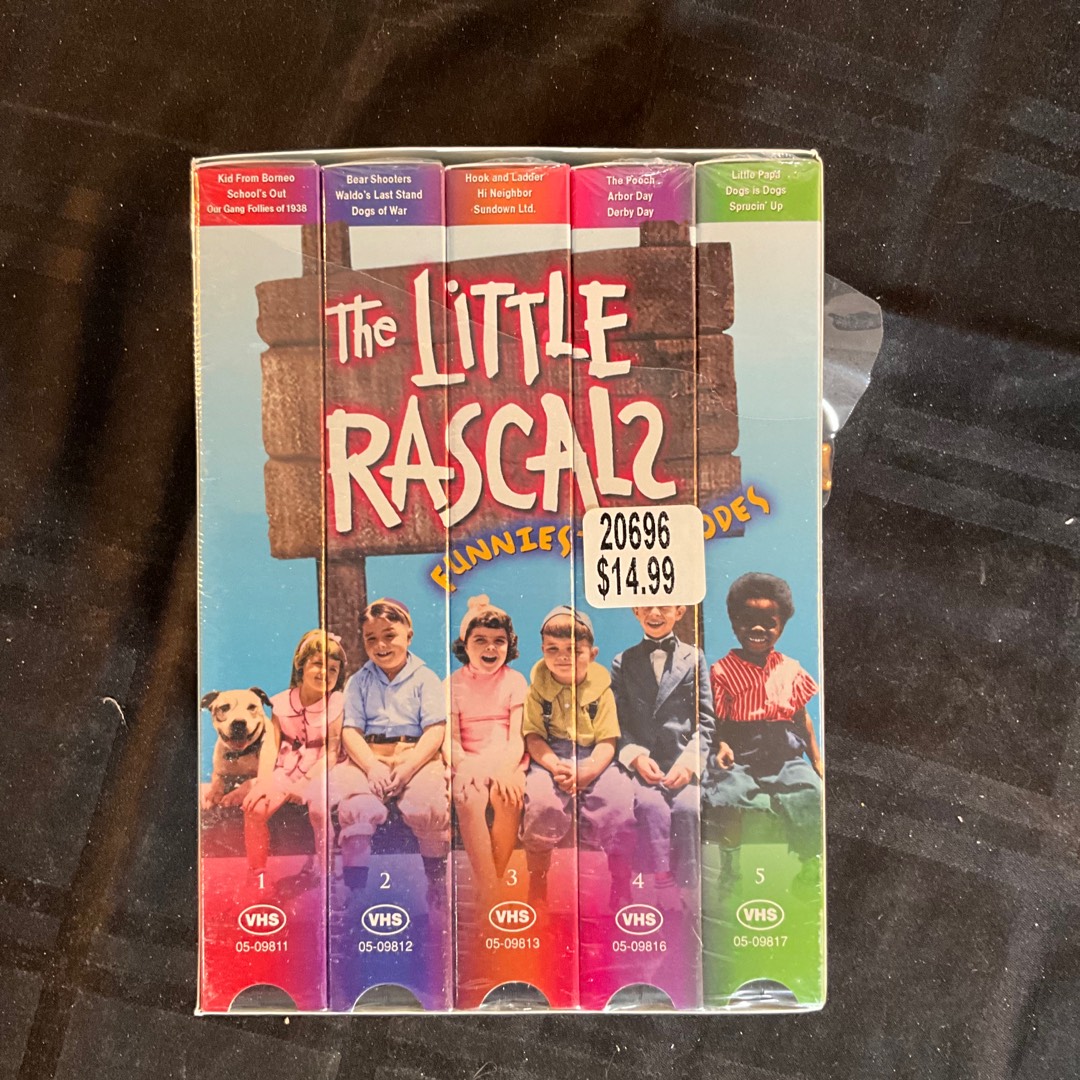 Kid From Borneo
School's Out
Our Gang Follies of 1938
Bear Shooters
Waldo's Last Stand
Dogs of War
Hook and Ladder
Hi Neighbor
Sundown Ltd.
The Pooch
Arbor Day
Derby Day
Little Papa
Dogs is Dogs
Sprucin' Up
The LiTTLE
RASCALS
FUNNIES
ODES
20696
$14.99
1
VHS
05-09811
2
VHS
05-09812
3
VHS
05-09813
4
VHS
05-09816
5
VHS
05-09817